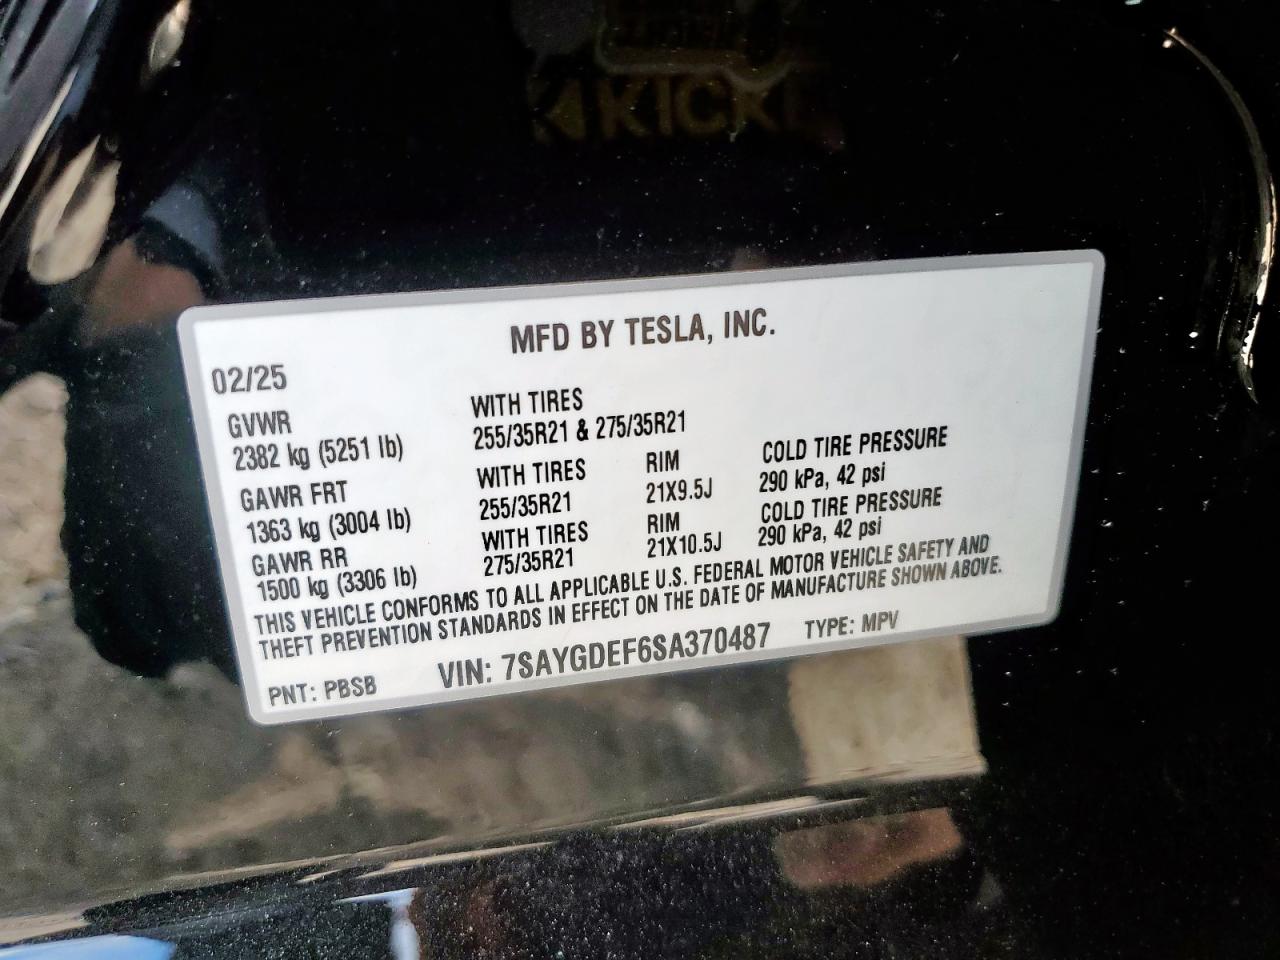 KICK
MFD BY TESLA, INC.
02/25
GVWR
2382 kg (5251 lb)
WITH TIRES
255/35R21 & 275/35R21
GAWR FRT
1363 kg (3004 lb)
WITH TIRES
255/35R21
RIM
21X9.5J
COLD TIRE PRESSURE
290 kPa, 42 psi
GAWR RR
1500 kg (3306 lb)
WITH TIRES
275/35R21
RIM
21X10.5J
COLD TIRE PRESSURE
290 kPa, 42 psi
THIS VEHICLE CONFORMS TO ALL APPLICABLE U.S. FEDERAL MOTOR VEHICLE SAFETY AND
THEFT PREVENTION STANDARDS IN EFFECT ON THE DATE OF MANUFACTURE SHOWN ABOVE.
PNT: PBSB
VIN: 7SAYGDEF6SA370487
TYPE: MPV